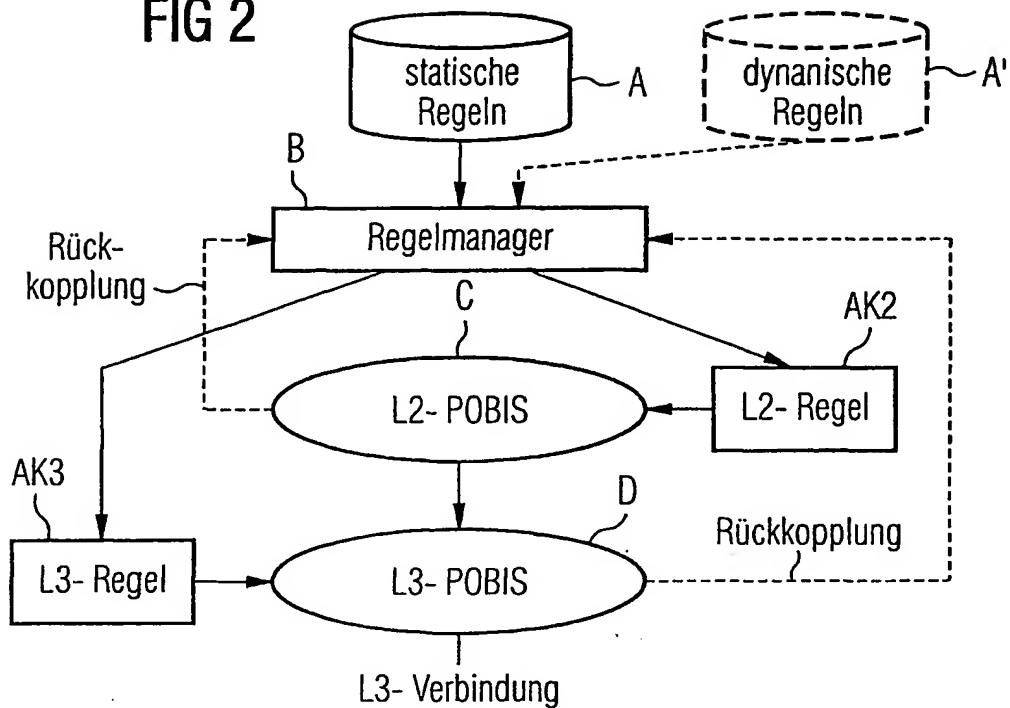 FIG 2
statische
Regeln
A
dynanische
Regeln
A'
B
Regelmanager
Rück-
kopplung
C
AK2
L2- POBIS
L2- Regel
AK3
D
L3- Regel
L3- POBIS
Rückkopplung
L3- Verbindung